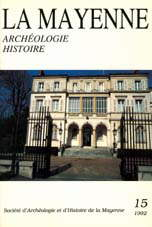 LA MAYENNE
ARCHÉOLOGIE
HISTOIRE
15
1992
Société d'Archéologie et d'Histoire de la Mayenne